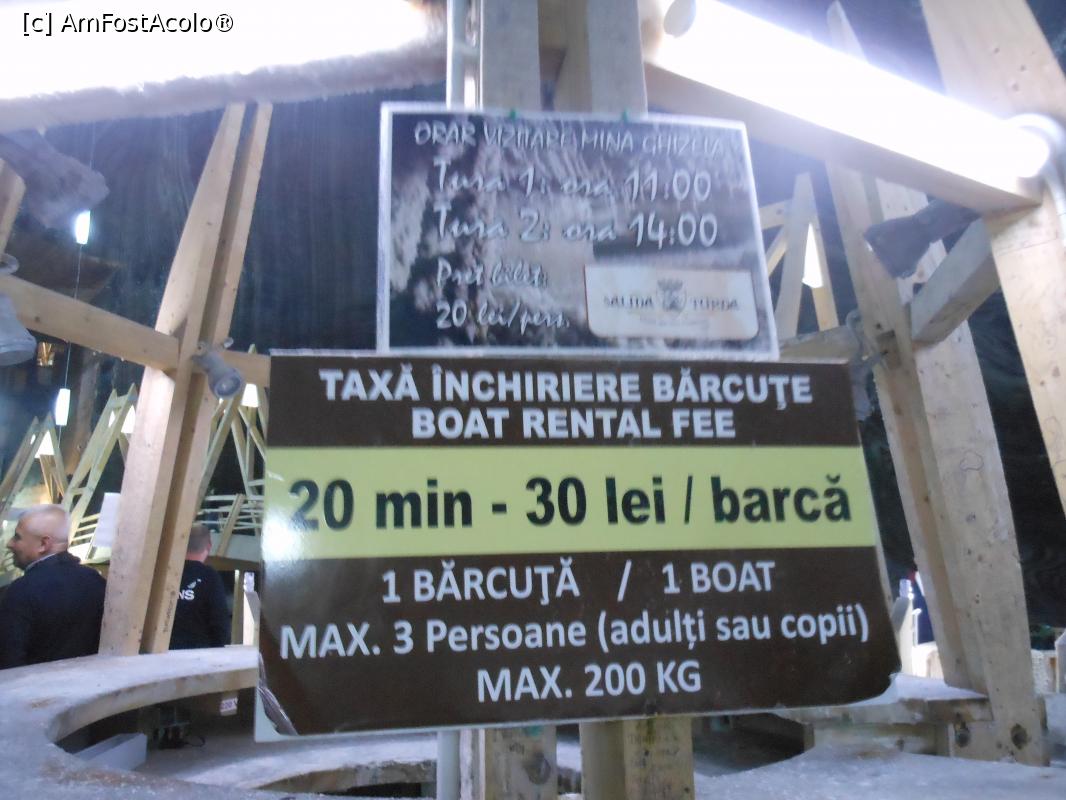 [c] AmFostAcolo®
ORAR VIZITARE MINA GHIZELA
Tura 1: ora 11:00
Tura 2: ora 14:00
Pret bilet:
20 lei/pers.
SALINA TURDA
TAXĂ ÎNCHIRIERE BĂRCUŢE
BOAT RENTAL FEE
20 min - 30 lei / barcă
1 BĂRCUŢĂ / 1 BOAT
MAX. 3 Persoane (adulți sau copii)
MAX. 200 KG